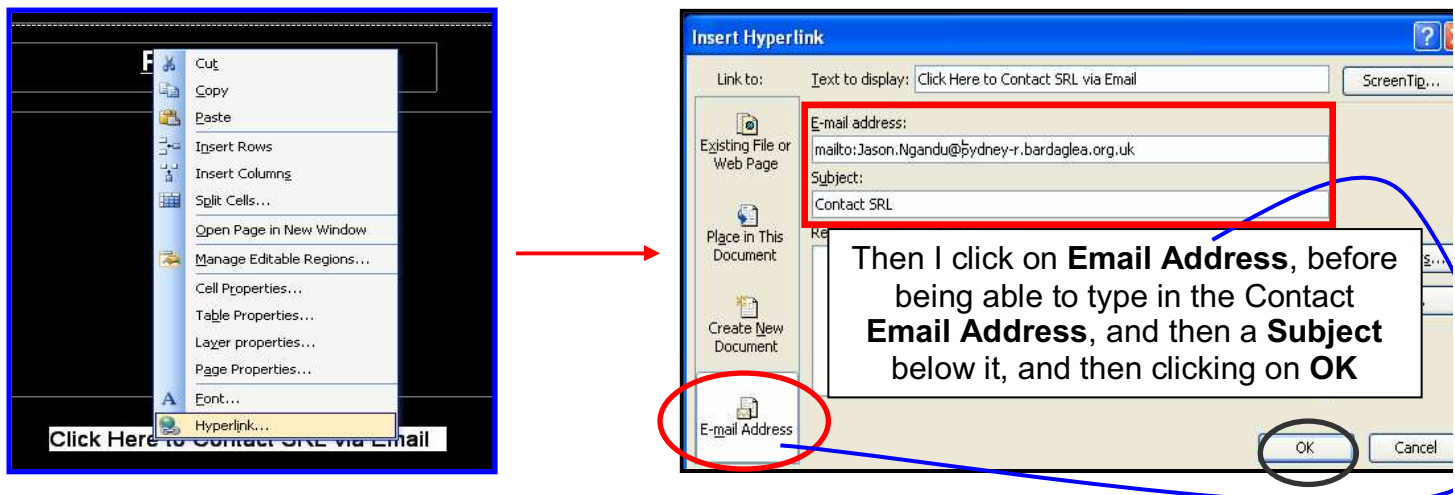 Cut
Copy
Paste
Insert Rows
Insert Columns
Split Cells...
Open Page in New Window
Manage Editable Regions...
Cell Properties...
Table Properties...
Layer properties...
Page Properties...
Font...
Hyperlink...
Click Here to Contact SRL via Email
Insert Hyperlink
Link to:
Text to display: Click Here to Contact SRL via Email
ScreenTip...
Existing File or
Web Page
Place in This
Document
Create New
Document
E-mail Address
E-mail address:
mailto:Jason.Ngandu@sydney-r.bardaglea.org.uk
Subject:
Contact SRL
Then I click on Email Address, before
being able to type in the Contact
Email Address, and then a Subject
below it, and then clicking on OK
OK
Cancel